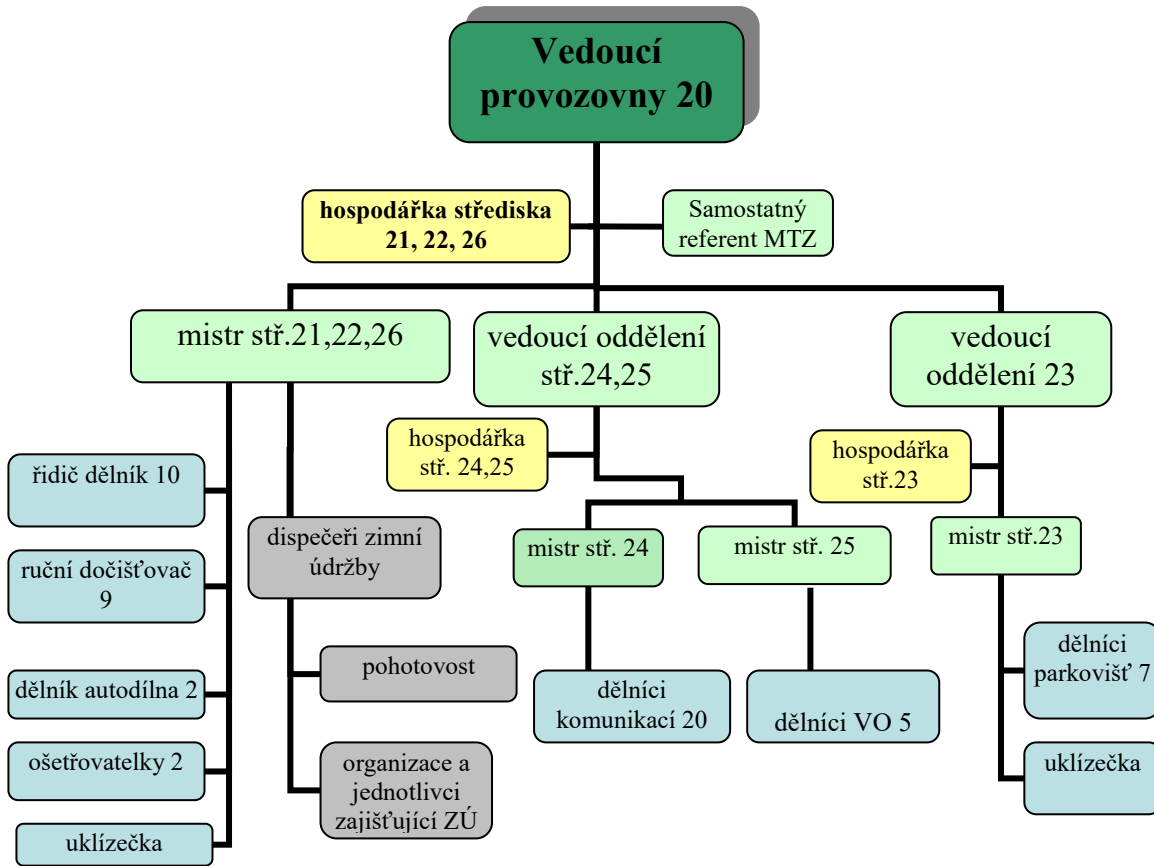 Vedoucí
provozovny 20
hospodářka střediska
21, 22, 26
Samostatný
referent MTZ
mistr stř.21,22,26
vedoucí oddělení
stř.24,25
vedoucí
oddělení 23
hospodářka
stř. 24,25
hospodářka
stř.23
řidič dělník 10
dispečeři zimní
údržby
mistr stř. 24
mistr stř. 25
mistr stř.23
ruční dočišťovač
9
pohotovost
dělníci
komunikací 20
dělníci VO 5
dělníci
parkovišť 7
dělník autodílna 2
ošetřovatelky 2
organizace a
jednotlivci
zajišťující ZÚ
uklízečka
uklízečka